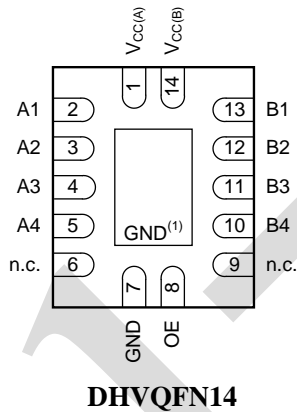 VCC(A) VCC(B)
1 14
A1 2 13 B1
A2 3 12 B2
A3 4 11 B3
A4 5 10 B4
GND(1)
n.c. 6 9 n.c.
7 8
GND OE
DHVQFN14